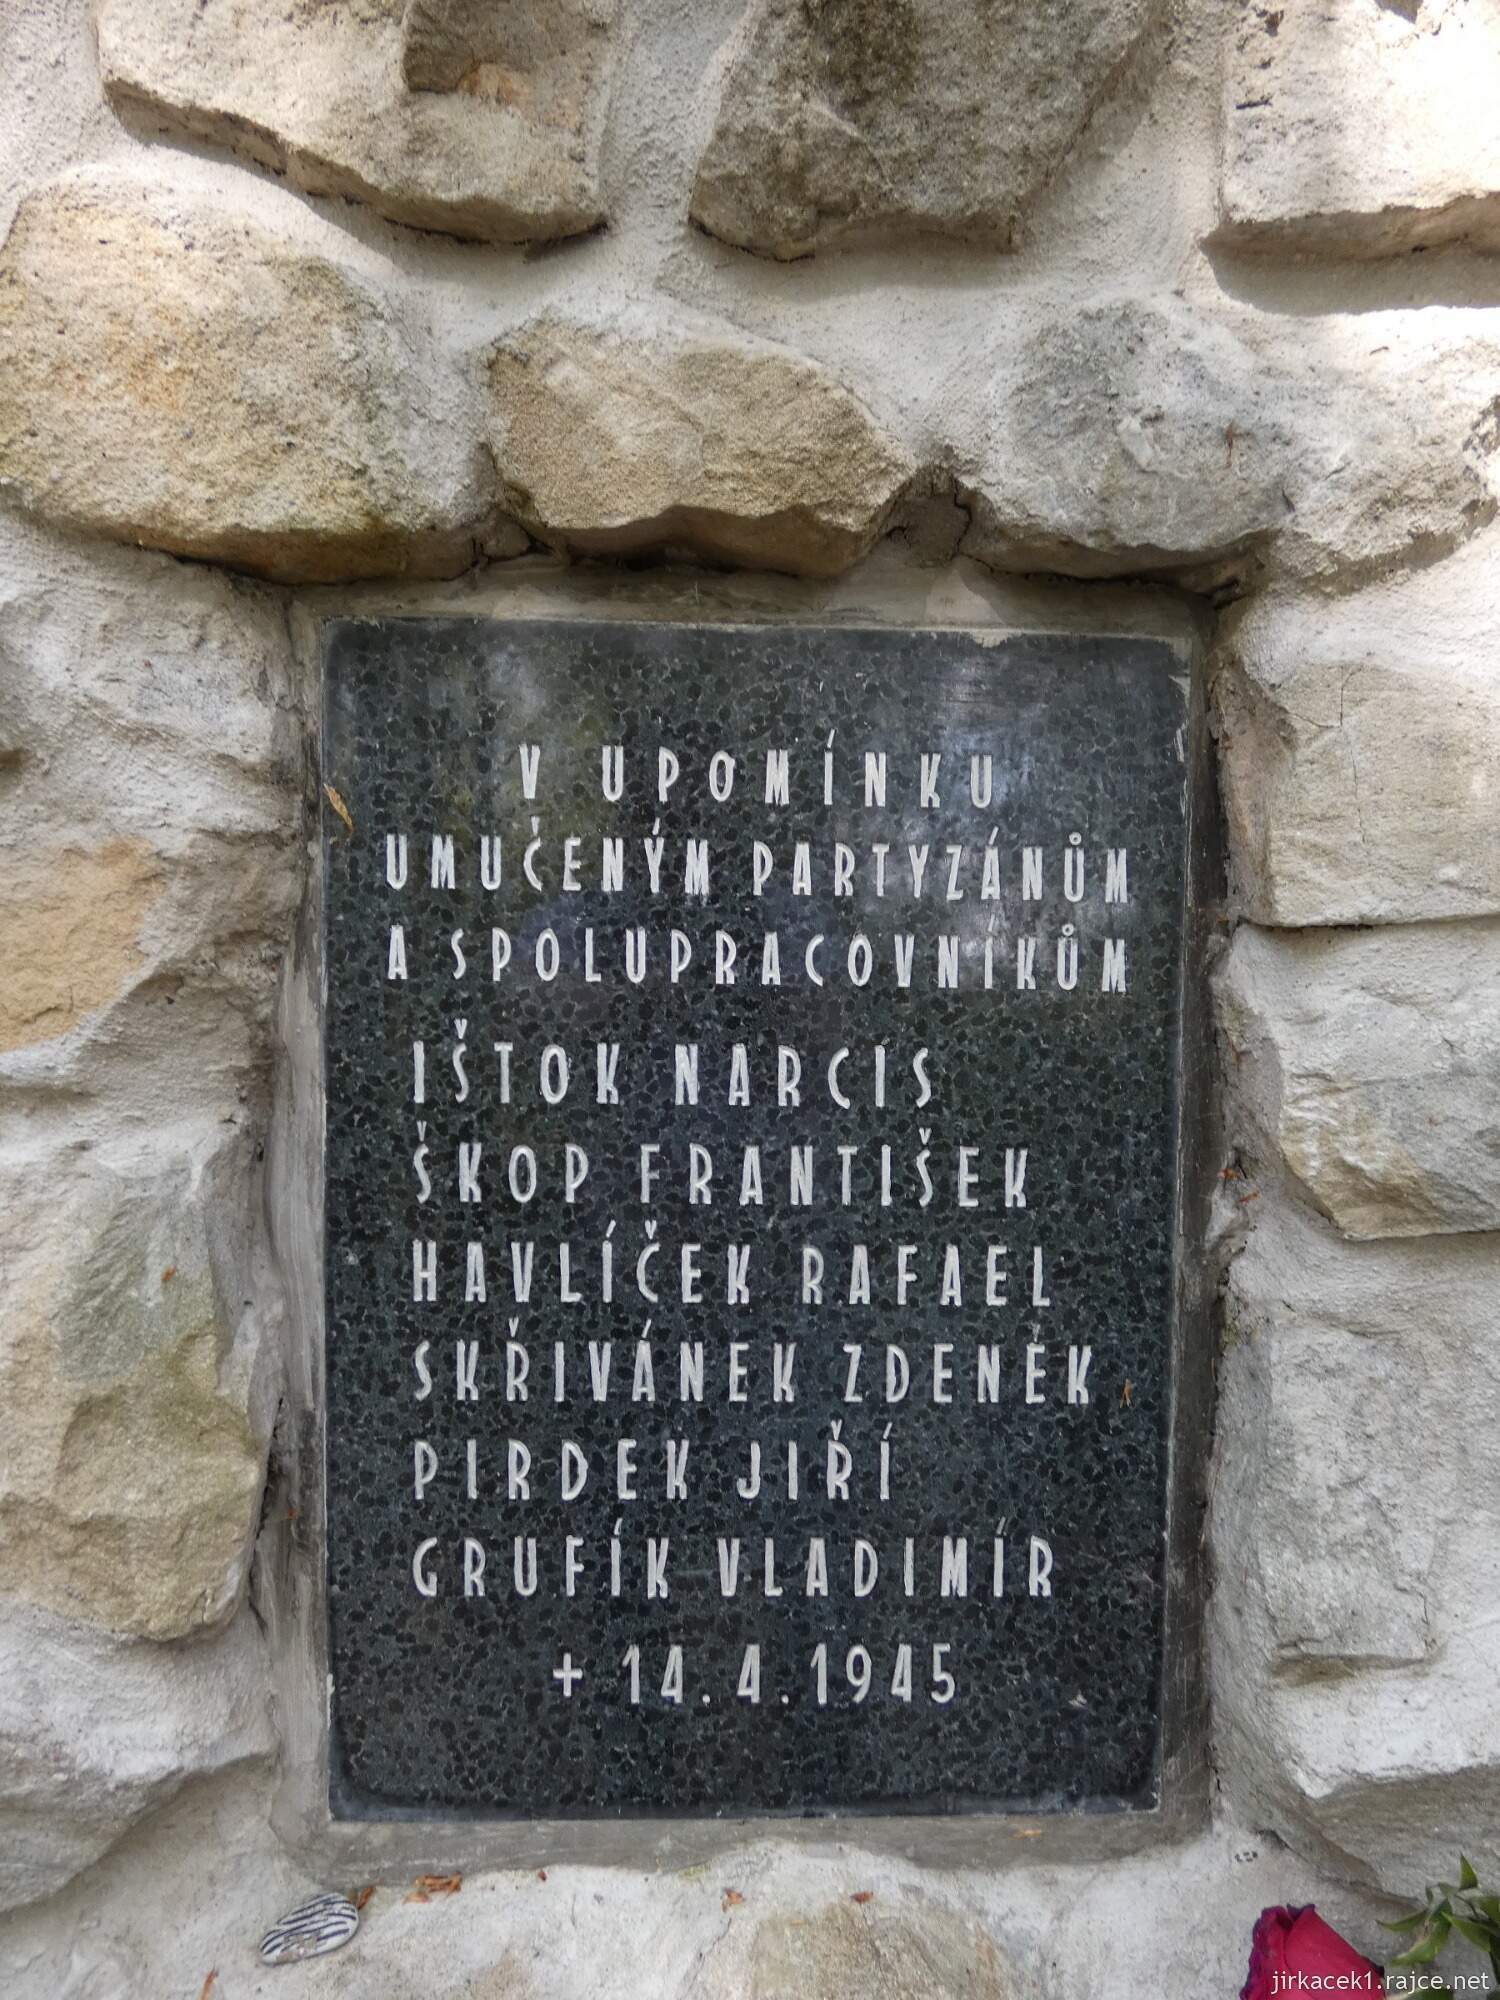 V UPOMÍNKU
UMUČENÝM PARTYZÁNŮM
A SPOLUPRACOVNÍKŮM
IŠTOK NARCIS
ŠKOP FRANTIŠEK
HAVLÍČEK RAFAEL
SKŘIVÁNEK ZDENĚK
PIRDEK JIŘÍ
GRUFÍK VLADIMÍR
+ 14.4.1945
jirkacek1.rajce.net